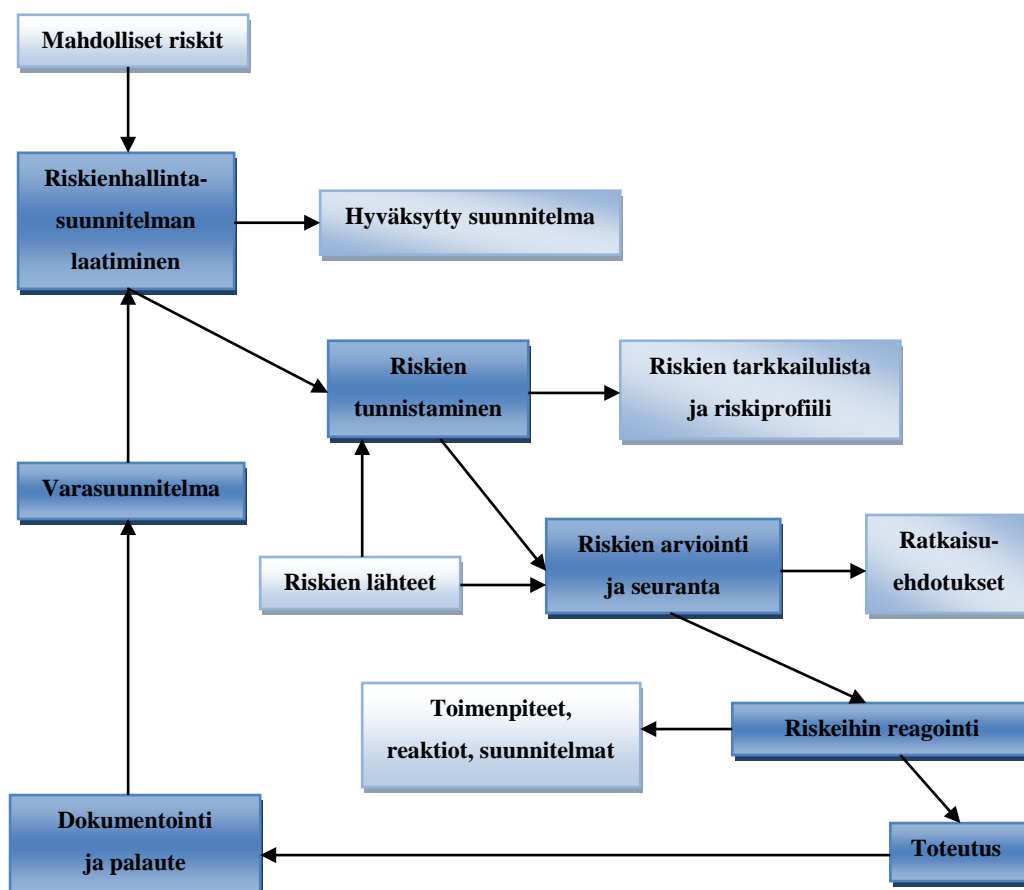 Mahdolliset riskit
Riskienhallinta-
suunnitelman
laatiminen
Hyväksytty suunnitelma
Riskien
tunnistaminen
Riskien tarkkailulista
ja riskiprofiili
Varasuunnitelma
Riskien lähteet
Riskien arviointi
ja seuranta
Ratkaisu-
ehdotukset
Toimenpiteet,
reaktiot, suunnitelmat
Riskeihin reagointi
Dokumentointi
ja palaute
Toteutus